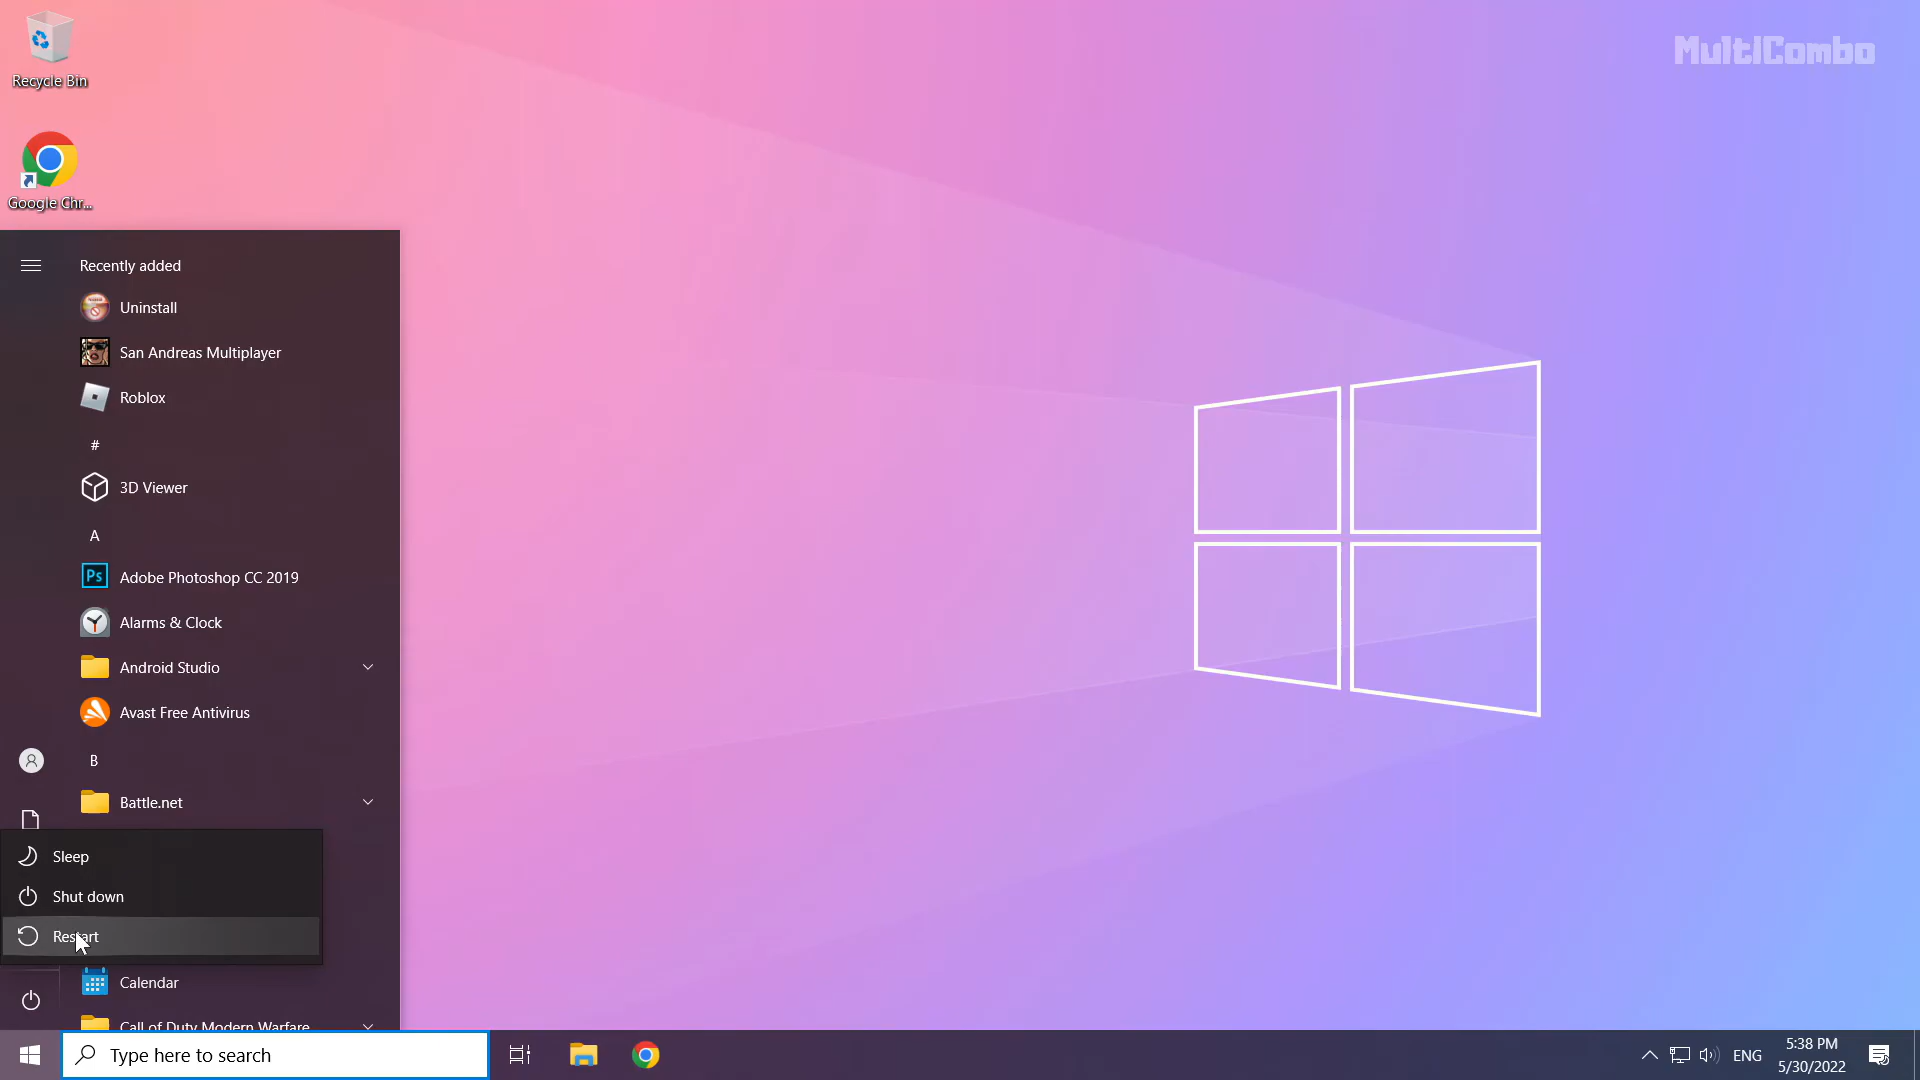 Recycle Bin
MultiCombo
Google Chr...
Recently added
Uninstall
San Andreas Multiplayer
Roblox
#
3D Viewer
A
Adobe Photoshop CC 2019
Ps
Alarms & Clock
Android Studio
Avast Free Antivirus
B
Battle.net
Sleep
Shut down
Restart
Calendar
Call of Duty Modern Warfare
Type here to search
ENG
5:38 PM
5/30/2022